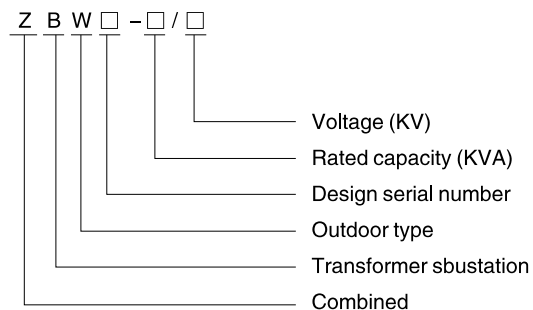 Z B W □ – □ / □
Voltage (KV)
Rated capacity (KVA)
Design serial number
Outdoor type
Transformer sbustation
Combined